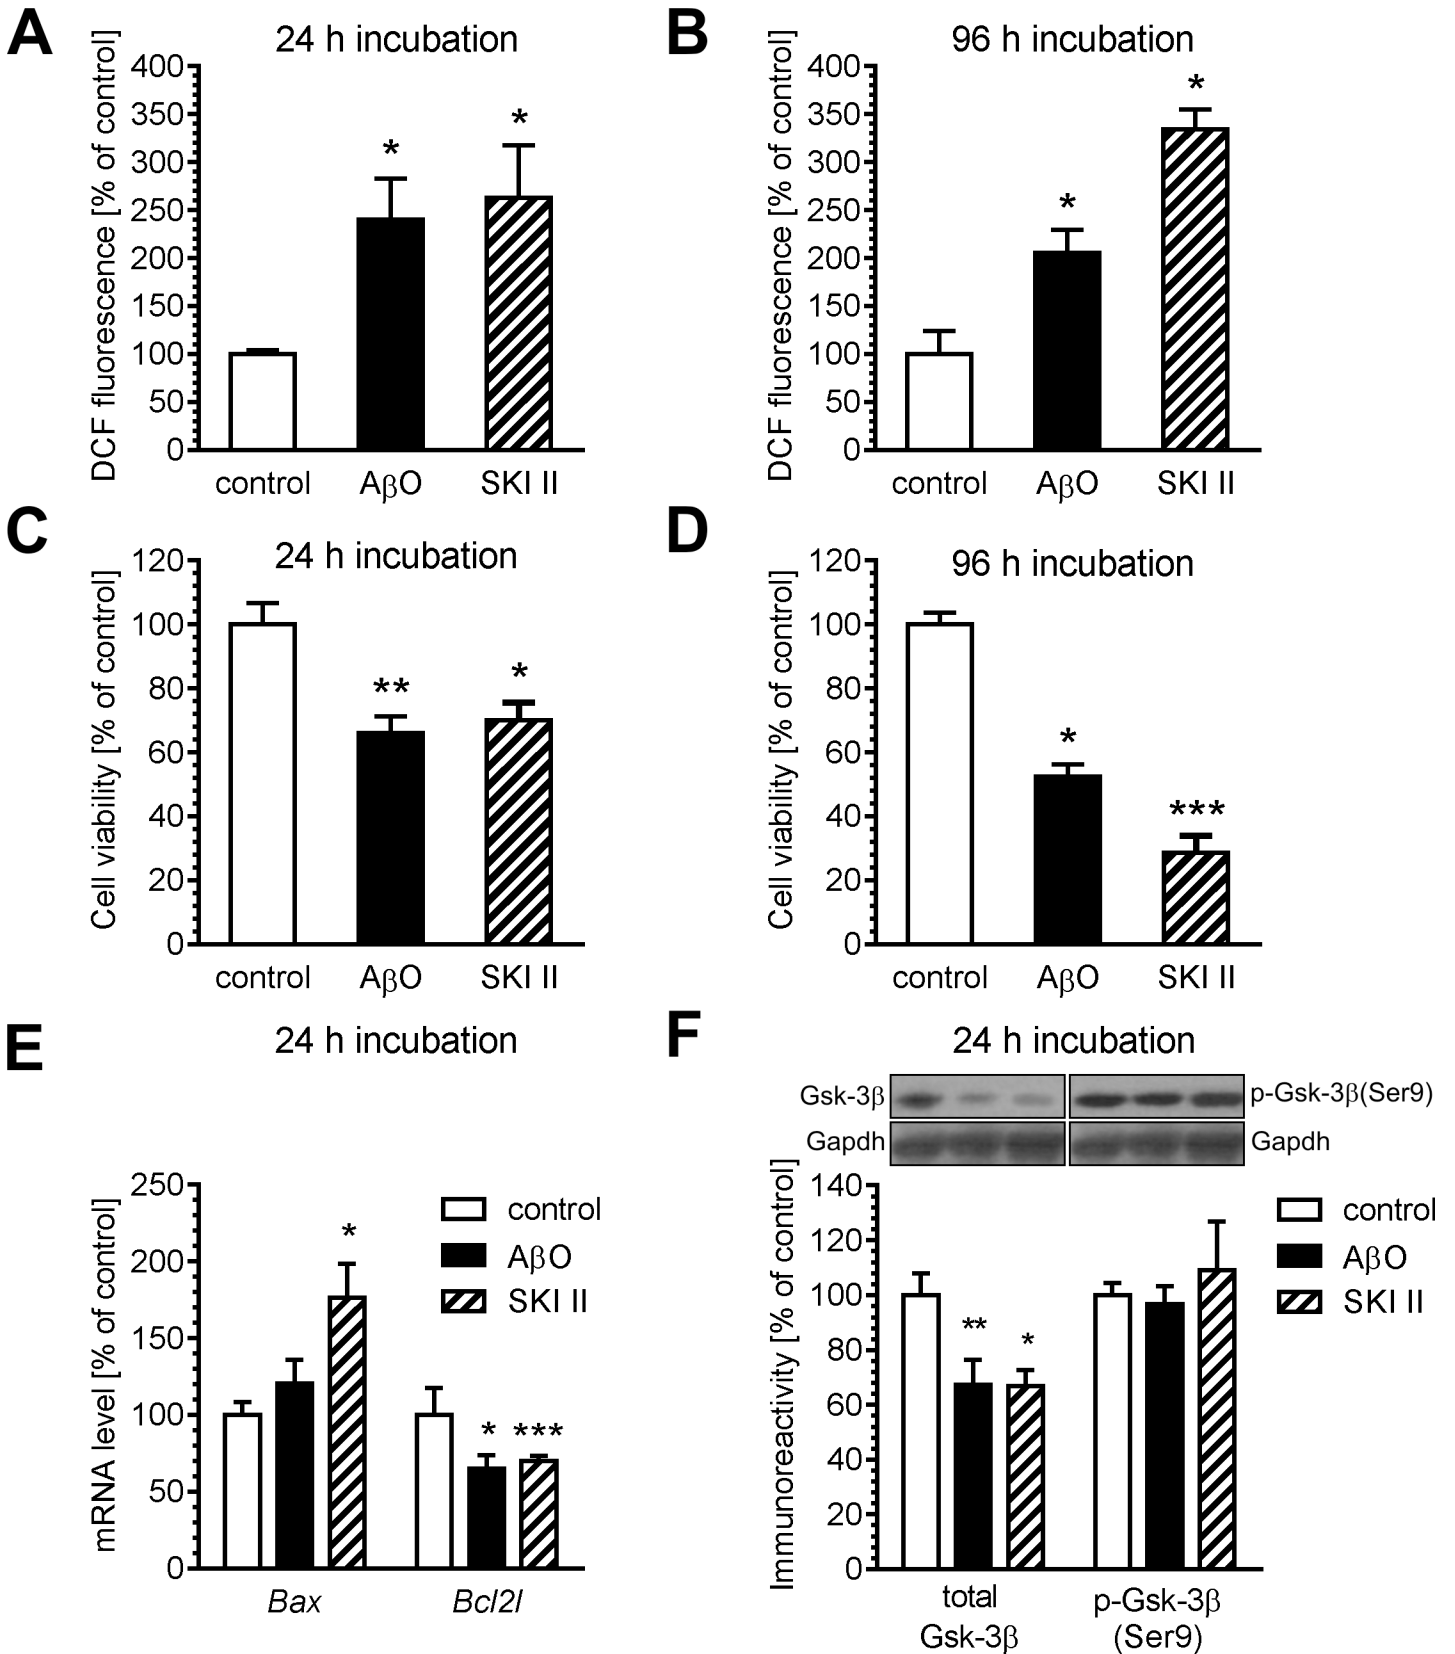 A
24 h incubation
DCF fluorescence [% of control]
400
350
300
250
200
150
100
50
0
*
*
control
AβO
SKI II
B
96 h incubation
DCF fluorescence [% of control]
400
350
300
250
200
150
100
50
0
*
*
control
AβO
SKI II
C
24 h incubation
Cell viability [% of control]
120
100
80
60
40
20
0
**
*
control
AβO
SKI II
D
96 h incubation
Cell viability [% of control]
120
100
80
60
40
20
0
*
***
control
AβO
SKI II
E
24 h incubation
mRNA level [% of control]
250
200
150
100
50
0
*
*
***
control
AβO
SKI II
Bax
Bcl2l
F
24 h incubation
Gsk-3β
p-Gsk-3β(Ser9)
Gapdh
Gapdh
Immunoreactivity [% of control]
140
120
100
80
60
40
20
0
**
*
control
AβO
SKI II
total
Gsk-3β
p-Gsk-3β
(Ser9)